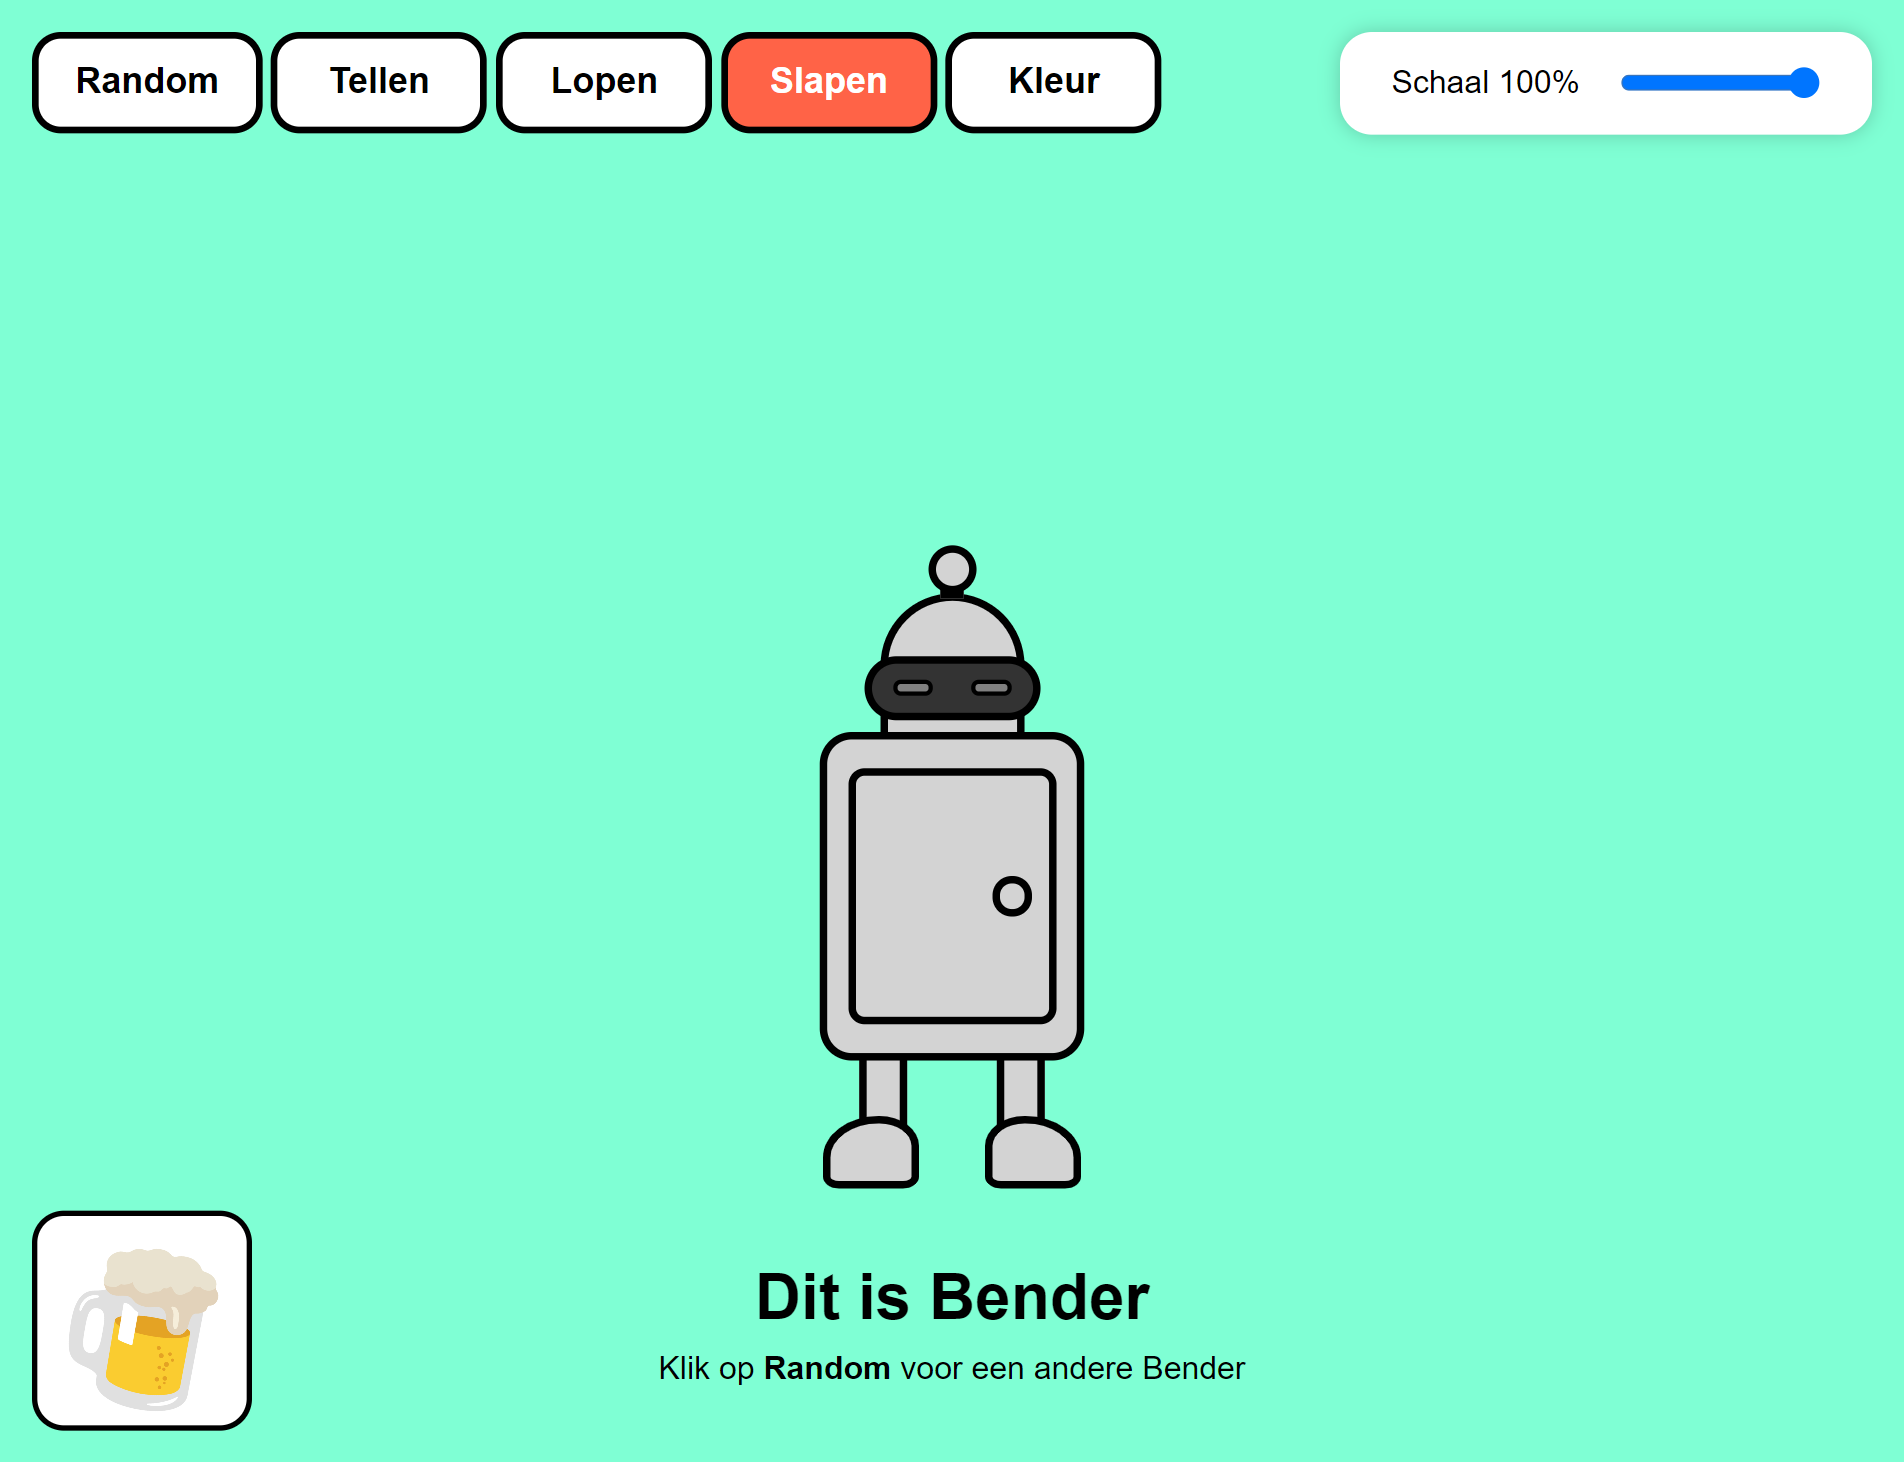 Random
Tellen
Lopen
Slapen
Kleur
Schaal 100%
Dit is Bender
Klik op Random voor een andere Bender